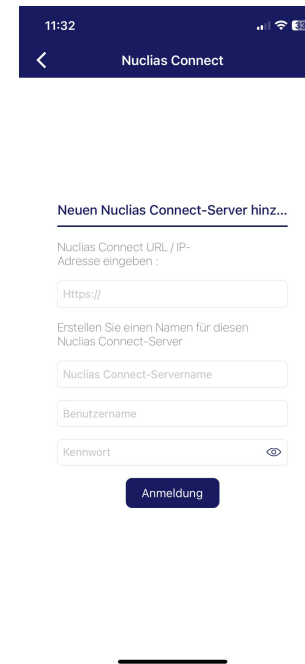 11:32
33
Nuclias Connect
Neuen Nuclias Connect-Server hinz...
Nuclias Connect URL / IP-
Adresse eingeben :
Https://
Erstellen Sie einen Namen für diesen
Nuclias Connect-Server
Nuclias Connect-Servername
Benutzername
Kennwort
Anmeldung